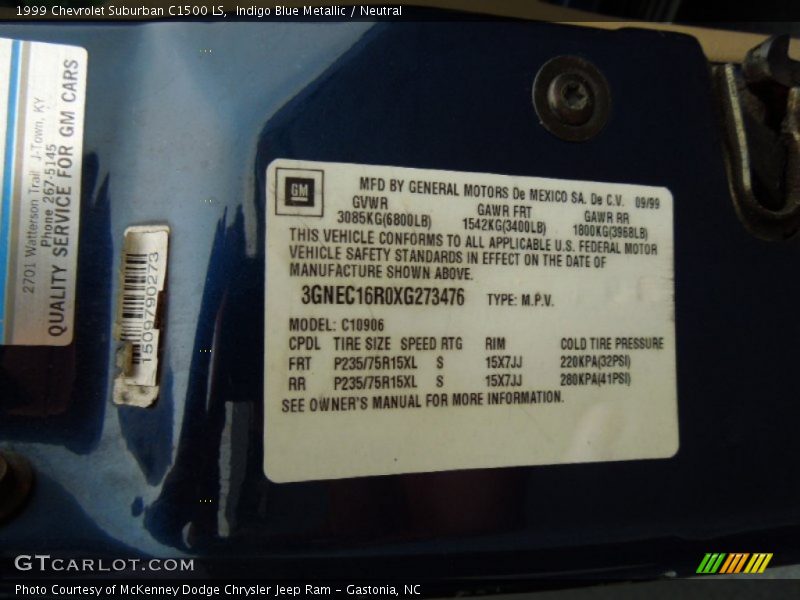 1999 Chevrolet Suburban C1500 LS,  Indigo Blue Metallic / Neutral
2701 Watterson Trail  J-Town, KY
Phone 267-5145
QUALITY SERVICE FOR GM CARS
1509790273
GM
MFD BY GENERAL MOTORS De MEXICO SA. De C.V.  09/99
GVWR  GAWR FRT  GAWR RR
3085KG(6800LB)  1542KG(3400LB)  1800KG(3968LB)
THIS VEHICLE CONFORMS TO ALL APPLICABLE U.S. FEDERAL MOTOR
VEHICLE SAFETY STANDARDS IN EFFECT ON THE DATE OF
MANUFACTURE SHOWN ABOVE.
3GNEC16R0XG273476  TYPE: M.P.V.
MODEL: C10906
CPDL  TIRE SIZE  SPEED RTG  RIM  COLD TIRE PRESSURE
FRT  P235/75R15XL  S  15X7JJ  220KPA(32PSI)
RR  P235/75R15XL  S  15X7JJ  280KPA(41PSI)
SEE OWNER'S MANUAL FOR MORE INFORMATION.
GTCARLOT.COM
Photo Courtesy of McKenney Dodge Chrysler Jeep Ram – Gastonia, NC